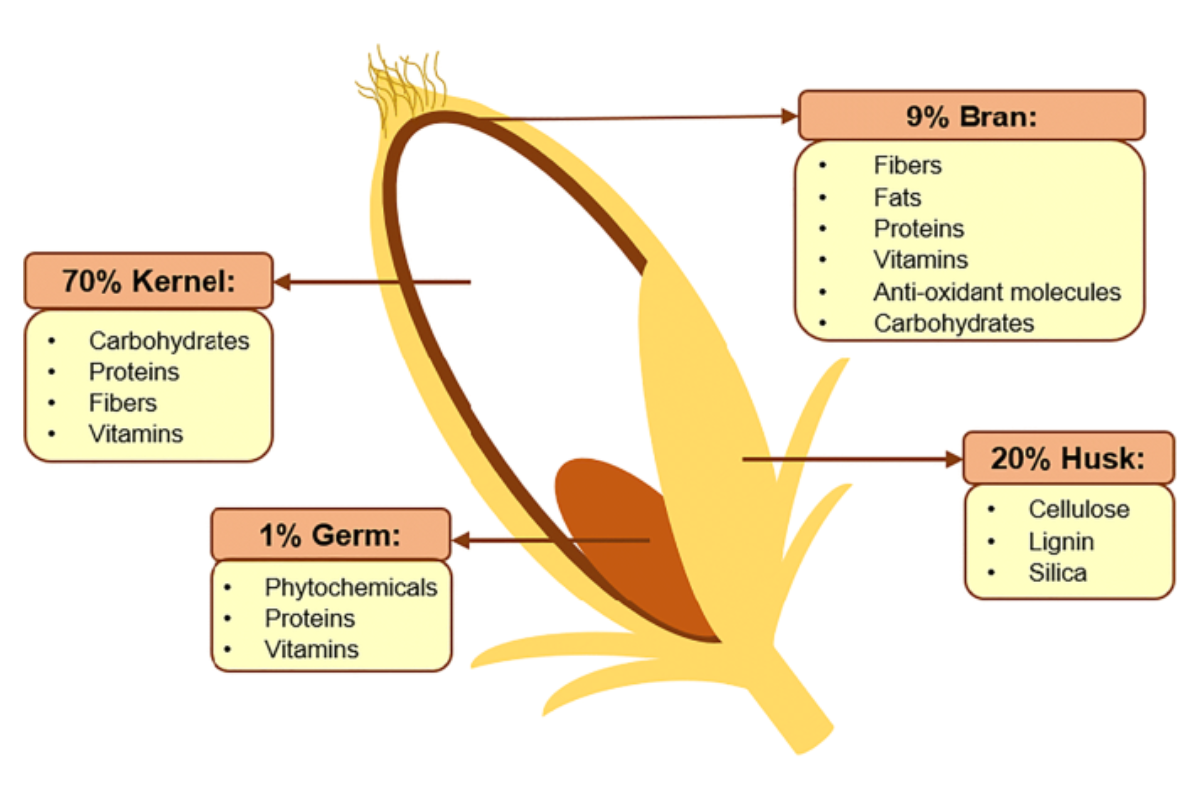 9% Bran:
• Fibers
• Fats
• Proteins
• Vitamins
• Anti-oxidant molecules
• Carbohydrates
70% Kernel:
• Carbohydrates
• Proteins
• Fibers
• Vitamins
20% Husk:
• Cellulose
• Lignin
• Silica
1% Germ:
• Phytochemicals
• Proteins
• Vitamins